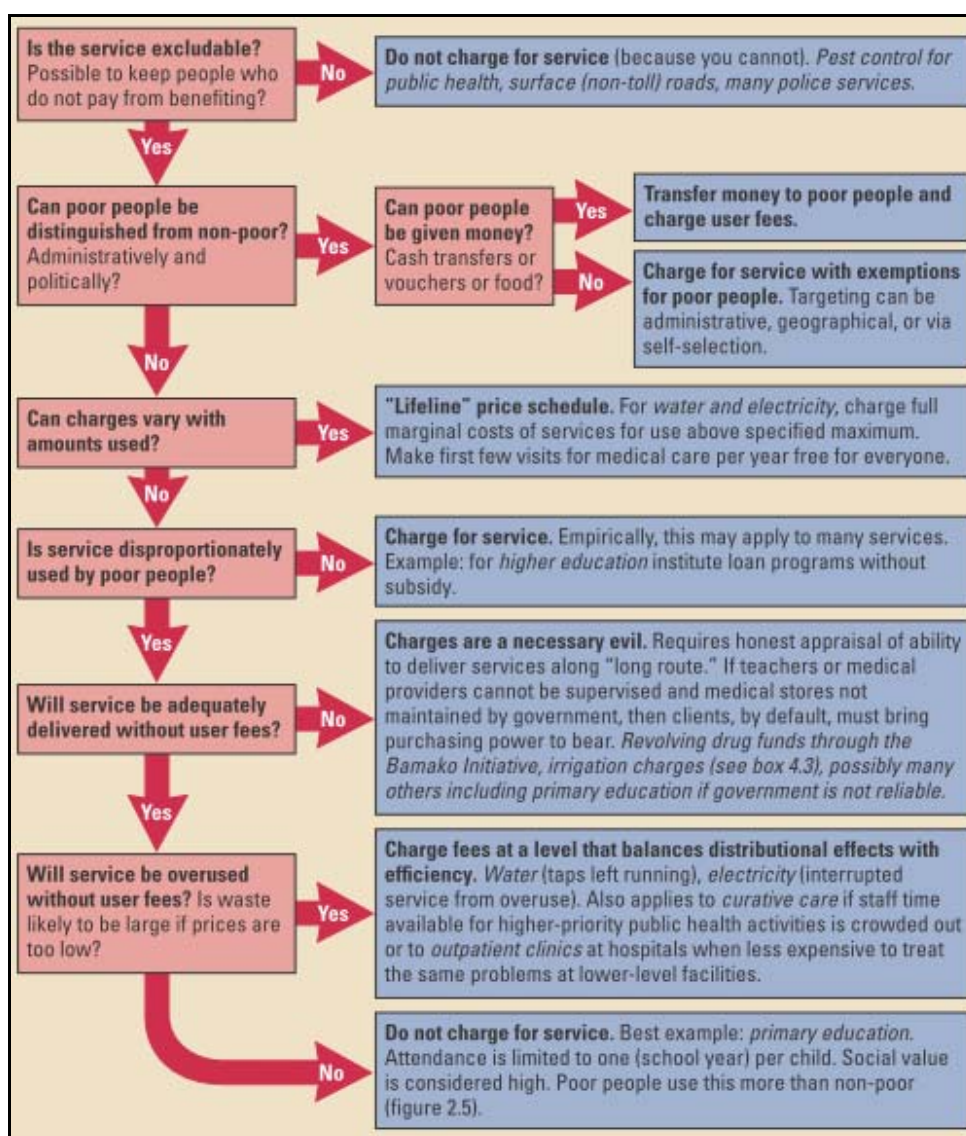 Is the service excludable?
Possible to keep people who
do not pay from benefiting?
No
Do not charge for service (because you cannot). Pest control for
public health, surface (non-toll) roads, many police services.
Yes
Can poor people be
distinguished from non-poor?
Administratively and
politically?
Yes
Can poor people
be given money?
Cash transfers or
vouchers or food?
Yes
Transfer money to poor people and
charge user fees.
No
Charge for service with exemptions
for poor people. Targeting can be
administrative, geographical, or via
self-selection.
No
Can charges vary with
amounts used?
Yes
"Lifeline" price schedule. For water and electricity, charge full
marginal costs of services for use above specified maximum.
Make first few visits for medical care per year free for everyone.
No
Is service disproportionately
used by poor people?
No
Charge for service. Empirically, this may apply to many services.
Example: for higher education institute loan programs without
subsidy.
Yes
Will service be adequately
delivered without user fees?
No
Charges are a necessary evil. Requires honest appraisal of ability
to deliver services along "long route." If teachers or medical
providers cannot be supervised and medical stores not
maintained by government, then clients, by default, must bring
purchasing power to bear. Revolving drug funds through the
Bamako Initiative, irrigation charges (see box 4.3), possibly many
others including primary education if government is not reliable.
Yes
Will service be overused
without user fees? Is waste
likely to be large if prices are
too low?
Yes
Charge fees at a level that balances distributional effects with
efficiency. Water (taps left running), electricity (interrupted
service from overuse). Also applies to curative care if staff time
available for higher-priority public health activities is crowded out
or to outpatient clinics at hospitals when less expensive to treat
the same problems at lower-level facilities.
No
Do not charge for service. Best example: primary education.
Attendance is limited to one (school year) per child. Social value
is considered high. Poor people use this more than non-poor
(figure 2.5).